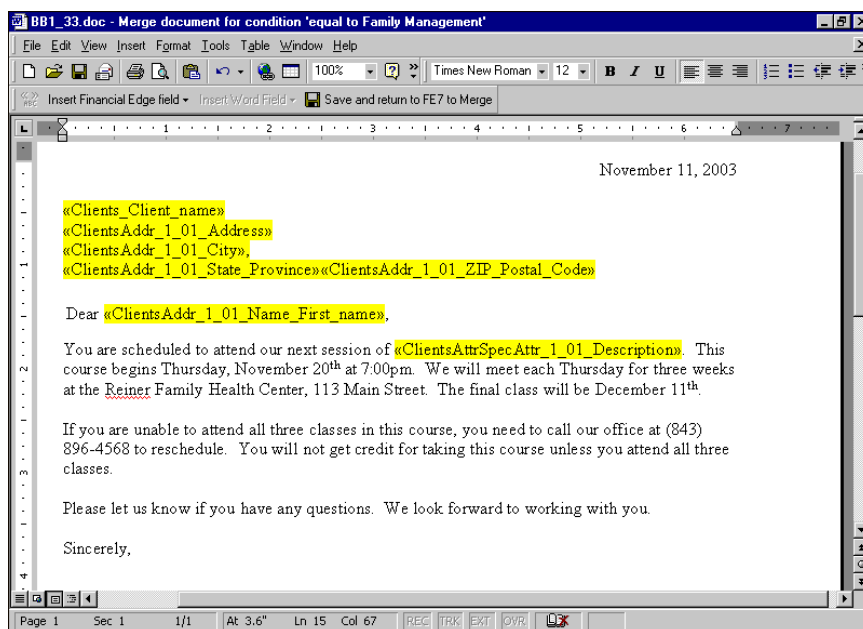 BB1_33.doc - Merge document for condition 'equal to Family Management'
File Edit View Insert Format Tools Table Window Help
100% Times New Roman 12 B I U
Insert Financial Edge field Insert Word Field Save and return to FE7 to Merge
1 2 3 4 5 6 7
November 11, 2003
«Clients_Client_name»
«ClientsAddr_1_01_Address»
«ClientsAddr_1_01_City»,
«ClientsAddr_1_01_State_Province»«ClientsAddr_1_01_ZIP_Postal_Code»
Dear «ClientsAddr_1_01_Name_First_name»,
You are scheduled to attend our next session of «ClientsAttrSpecAttr_1_01_Description». This
course begins Thursday, November 20th at 7:00pm. We will meet each Thursday for three weeks
at the Reiner Family Health Center, 113 Main Street. The final class will be December 11th.
If you are unable to attend all three classes in this course, you need to call our office at (843)
896-4568 to reschedule. You will not get credit for taking this course unless you attend all three
classes.
Please let us know if you have any questions. We look forward to working with you.
Sincerely,
Page 1 Sec 1 1/1 At 3.6" Ln 15 Col 67 REC TRK EXT OVR